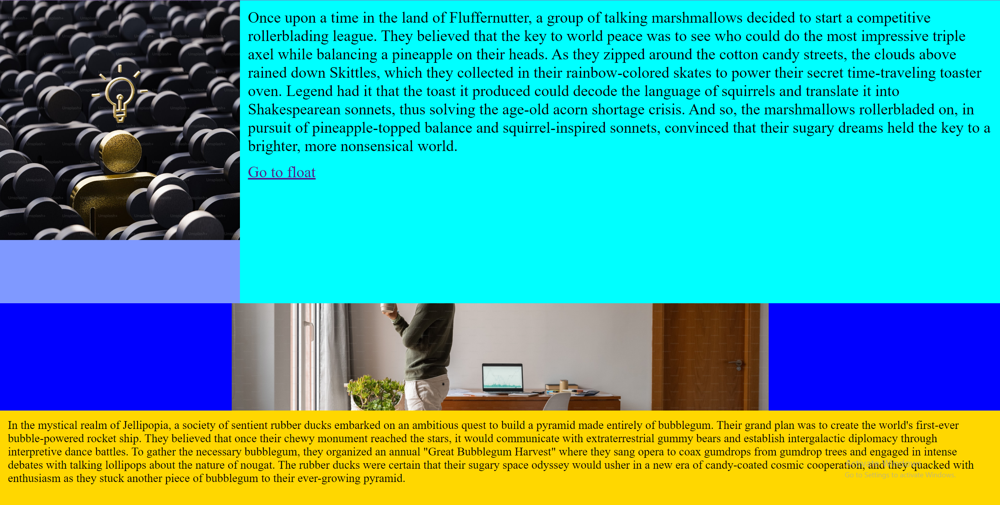 Once upon a time in the land of Fluffernutter, a group of talking marshmallows decided to start a competitive
rollerblading league. They believed that the key to world peace was to see who could do the most impressive triple
axel while balancing a pineapple on their heads. As they zipped around the cotton candy streets, the clouds above
rained down Skittles, which they collected in their rainbow-colored skates to power their secret time-traveling toaster
oven. Legend had it that the toast it produced could decode the language of squirrels and translate it into
Shakespearean sonnets, thus solving the age-old acorn shortage crisis. And so, the marshmallows rollerbladed on, in
pursuit of pineapple-topped balance and squirrel-inspired sonnets, convinced that their sugary dreams held the key to a
brighter, more nonsensical world.
Go to float
In the mystical realm of Jellipopia, a society of sentient rubber ducks embarked on an ambitious quest to build a pyramid made entirely of bubblegum. Their grand plan was to create the world's first-ever
bubble-powered rocket ship. They believed that once their chewy monument reached the stars, it would communicate with extraterrestrial gummy bears and establish intergalactic diplomacy through
interpretive dance battles. To gather the necessary bubblegum, they organized an annual "Great Bubblegum Harvest" where they sang opera to coax gumdrops from gumdrop trees and engaged in intense
debates with talking lollipops about the nature of nougat. The rubber ducks were certain that their sugary space odyssey would usher in a new era of candy-coated cosmic cooperation, and they quacked with
enthusiasm as they stuck another piece of bubblegum to their ever-growing pyramid.
Activate Windows
Go to Settings to activate Windows.